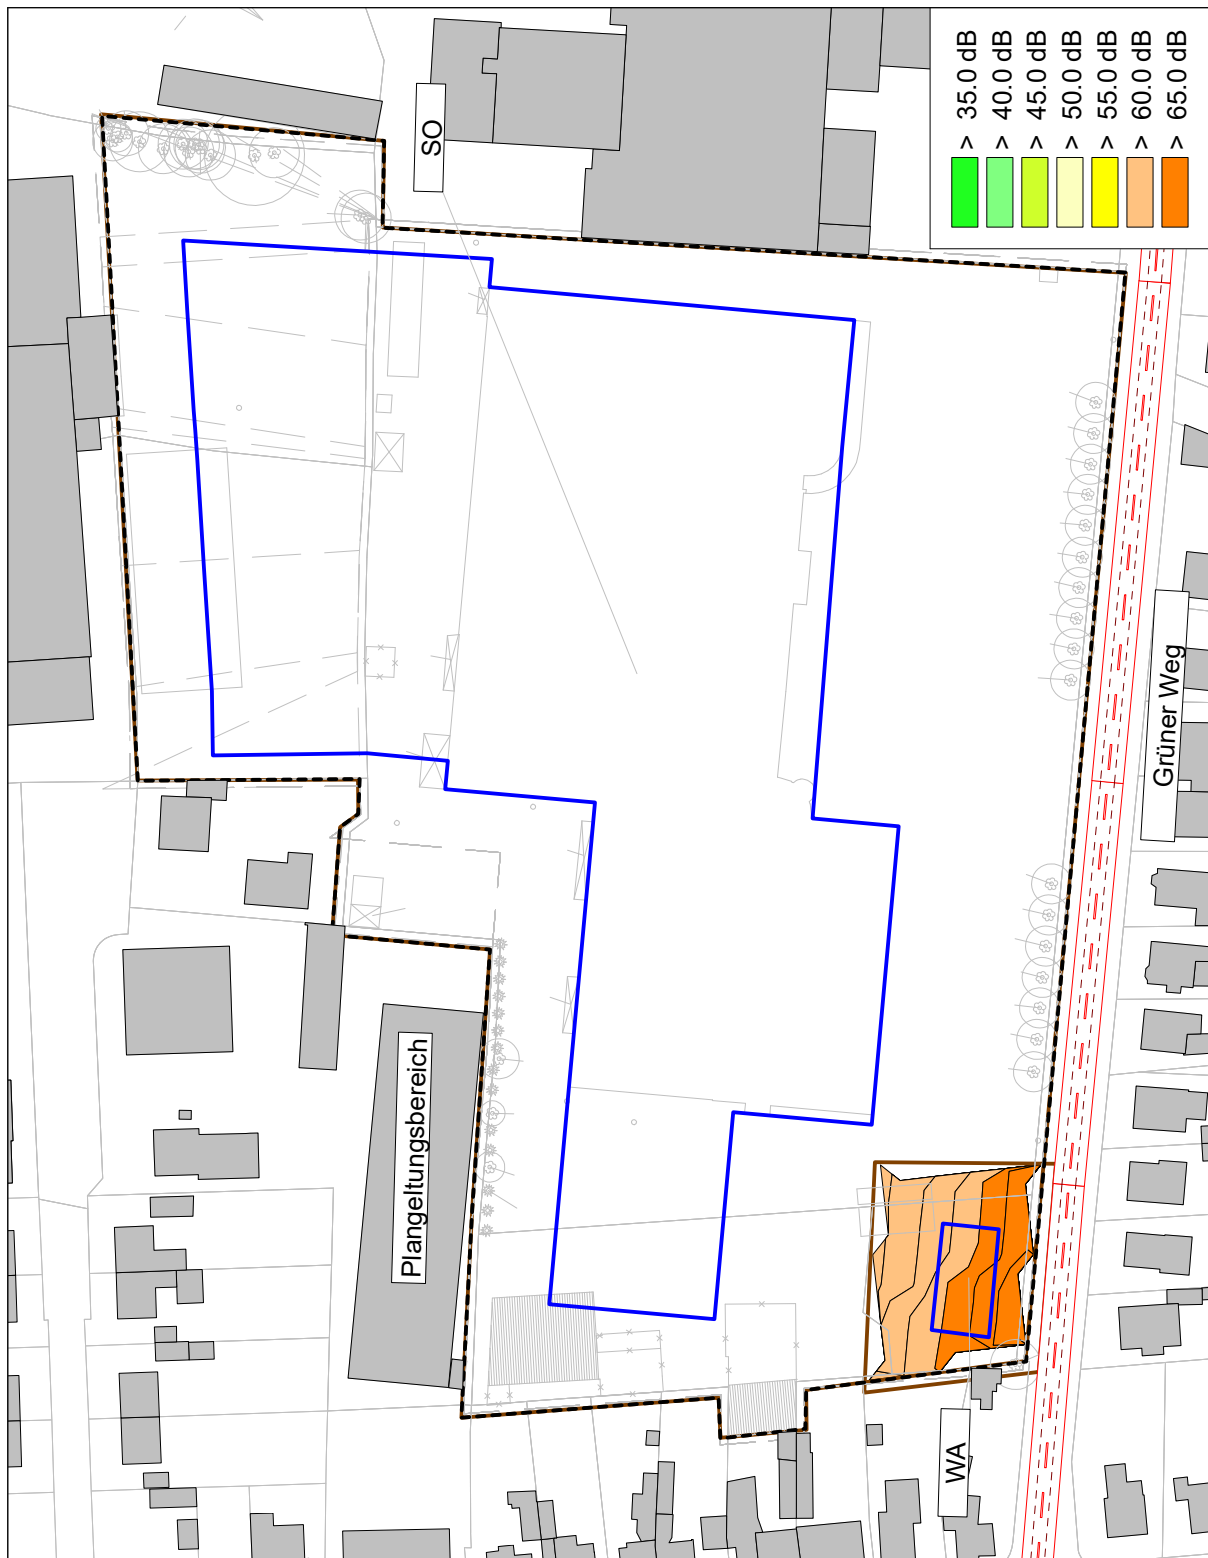 SO
> 35.0 dB
> 40.0 dB
> 45.0 dB
> 50.0 dB
> 55.0 dB
> 60.0 dB
> 65.0 dB
Grüner Weg
Plangeltungsbereich
WA